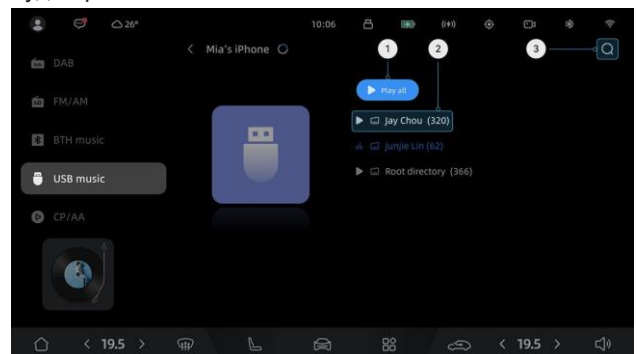 26°
10:06
Mia's iPhone
1
2
3
DAB
Play all
FM/AM
Jay Chou (320)
BTH music
Junjie Lin (62)
USB music
Root directory (366)
CP/AA
19.5
19.5